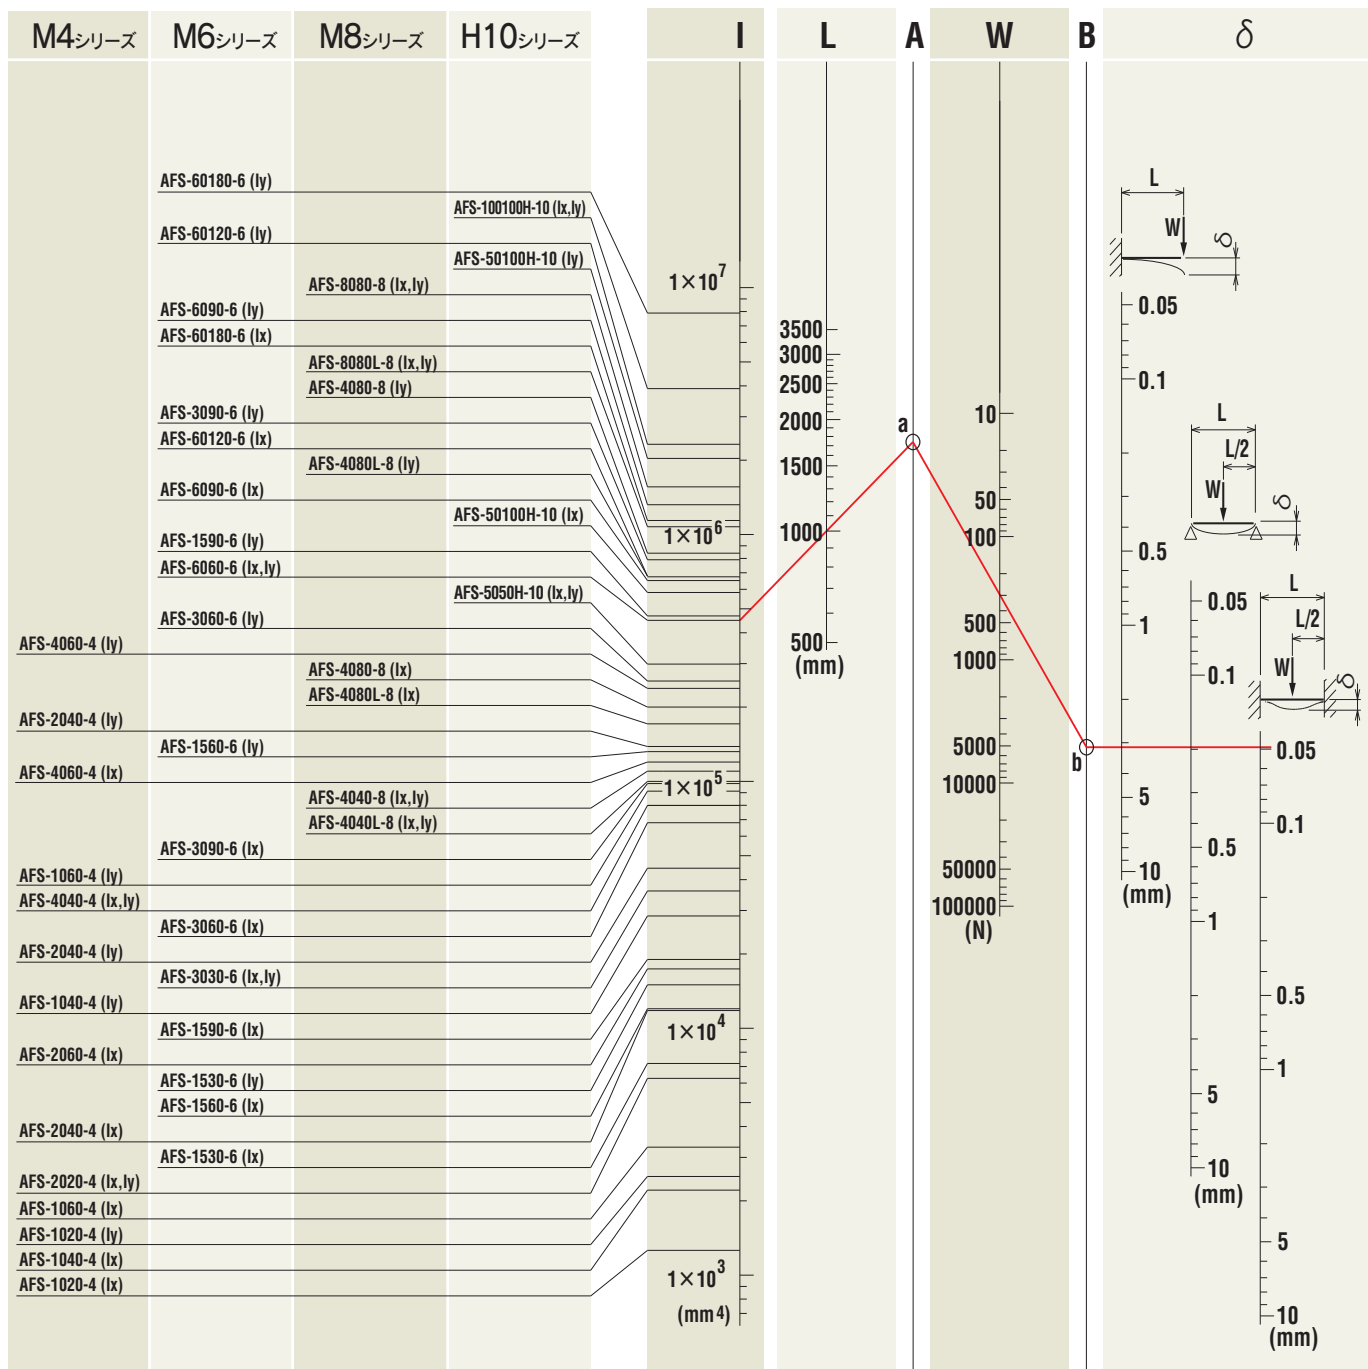 M4シリーズ M6シリーズ M8シリーズ H10シリーズ I L A W B δ
AFS-60180-6 (Iy)
AFS-100100H-10 (Ix,Iy)
AFS-60120-6 (Iy)
AFS-50100H-10 (Iy)
AFS-8080-8 (Ix,Iy)
AFS-6090-6 (Iy)
AFS-60180-6 (Ix)
AFS-8080L-8 (Ix,Iy)
AFS-4080-8 (Iy)
AFS-3090-6 (Iy)
AFS-60120-6 (Ix)
AFS-4080L-8 (Iy)
AFS-6090-6 (Ix)
AFS-50100H-10 (Ix)
AFS-1590-6 (Iy)
AFS-6060-6 (Ix,Iy)
AFS-5050H-10 (Ix,Iy)
AFS-3060-6 (Iy)
AFS-4060-4 (Iy)
AFS-4080-8 (Ix)
AFS-4080L-8 (Ix)
AFS-2040-4 (Iy)
AFS-1560-6 (Iy)
AFS-4060-4 (Ix)
AFS-4040-8 (Ix,Iy)
AFS-4040L-8 (Ix,Iy)
AFS-3090-6 (Ix)
AFS-1060-4 (Iy)
AFS-4040-4 (Ix,Iy)
AFS-3060-6 (Ix)
AFS-2040-4 (Iy)
AFS-3030-6 (Ix,Iy)
AFS-1040-4 (Iy)
AFS-1590-6 (Ix)
AFS-2060-4 (Ix)
AFS-1530-6 (Iy)
AFS-1560-6 (Ix)
AFS-2040-4 (Ix)
AFS-1530-6 (Ix)
AFS-2020-4 (Ix,Iy)
AFS-1060-4 (Ix)
AFS-1020-4 (Iy)
AFS-1040-4 (Ix)
AFS-1020-4 (Ix)
1×10⁷
1×10⁶
1×10⁵
1×10⁴
1×10³
(mm4)
3500
3000
2500
2000
1500
1000
500
(mm)
a
10
50
100
500
1000
5000
10000
50000
100000
(N)
b
L
W
δ
0.05
0.1
0.5
1
5
10
(mm)
L
L/2
W
δ
0.05
0.1
0.5
1
5
10
(mm)
L
L/2
W
δ
0.05
0.1
0.5
1
5
10
(mm)